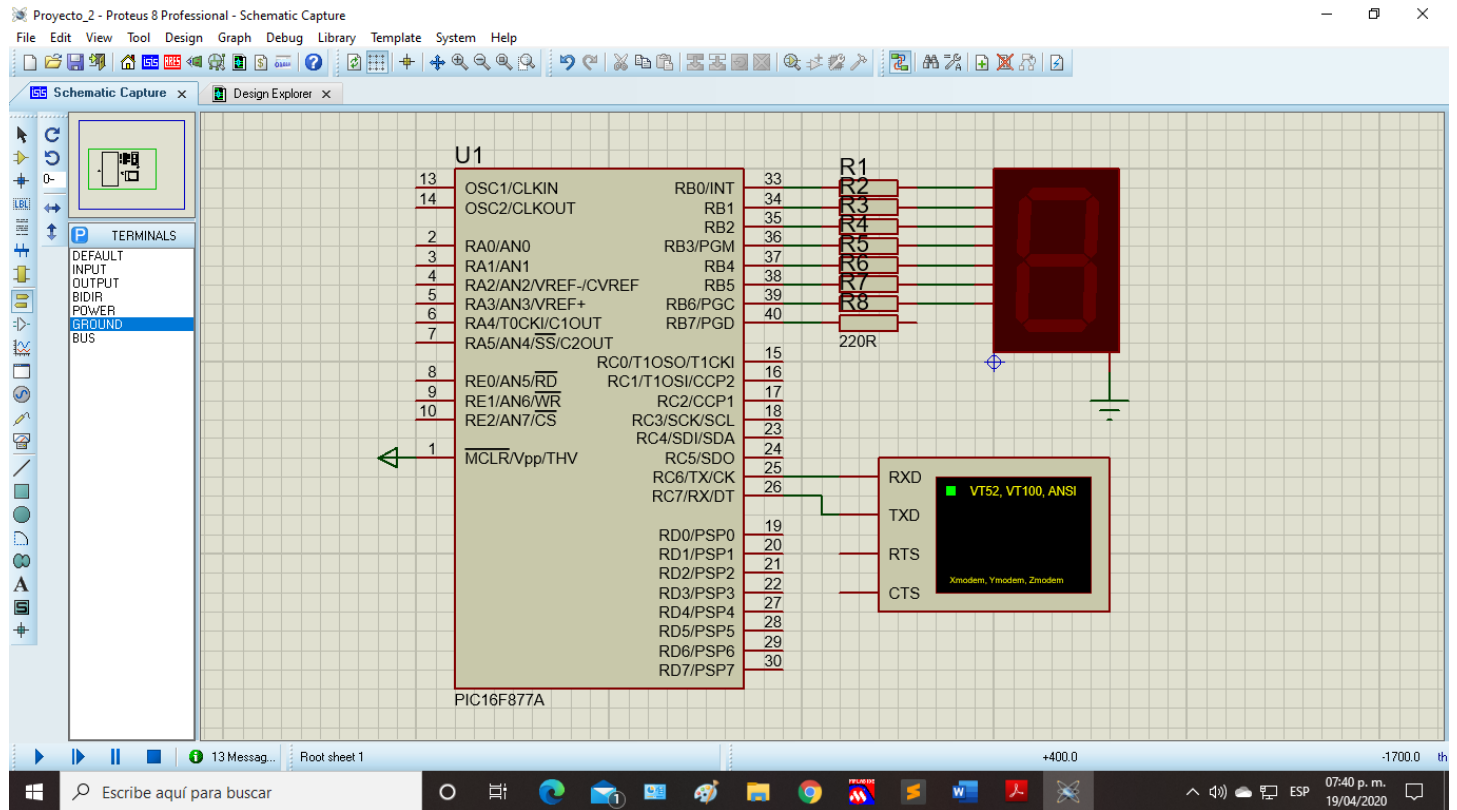 Proyecto_2 - Proteus 8 Professional - Schematic Capture
File Edit View Tool Design Graph Debug Library Template System Help
Schematic Capture
Design Explorer
0-
LBL
P TERMINALS
DEFAULT
INPUT
OUTPUT
BIDIR
POWER
GROUND
BUS
U1
13 OSC1/CLKIN
14 OSC2/CLKOUT
2 RA0/AN0
3 RA1/AN1
4 RA2/AN2/VREF-/CVREF
5 RA3/AN3/VREF+
6 RA4/T0CKI/C1OUT
7 RA5/AN4/SS/C2OUT
8 RE0/AN5/RD
9 RE1/AN6/WR
10 RE2/AN7/CS
1 MCLR/Vpp/THV
RB0/INT 33
RB1 34
RB2 35
RB3/PGM 36
RB4 37
RB5 38
RB6/PGC 39
RB7/PGD 40
RC0/T1OSO/T1CKI 15
RC1/T1OSI/CCP2 16
RC2/CCP1 17
RC3/SCK/SCL 18
RC4/SDI/SDA 23
RC5/SDO 24
RC6/TX/CK 25
RC7/RX/DT 26
RD0/PSP0 19
RD1/PSP1 20
RD2/PSP2 21
RD3/PSP3 22
RD4/PSP4 27
RD5/PSP5 28
RD6/PSP6 29
RD7/PSP7 30
PIC16F877A
R1
R2
R3
R4
R5
R6
R7
R8
220R
RXD
TXD
RTS
CTS
VT52, VT100, ANSI
Xmodem, Ymodem, Zmodem
13 Messag...
Root sheet 1
+400.0
-1700.0
th
Escribe aquí para buscar
1
ESP
07:40 p. m.
19/04/2020